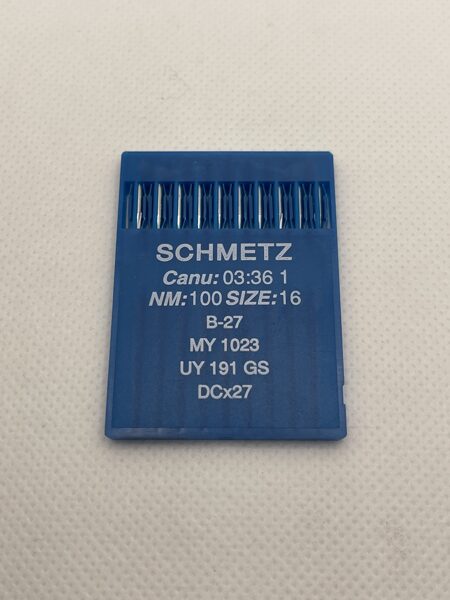 SCHMETZ
Canu: 03:36 1
NM:100 SIZE:16
B-27
MY 1023
UY 191 GS
DCx27